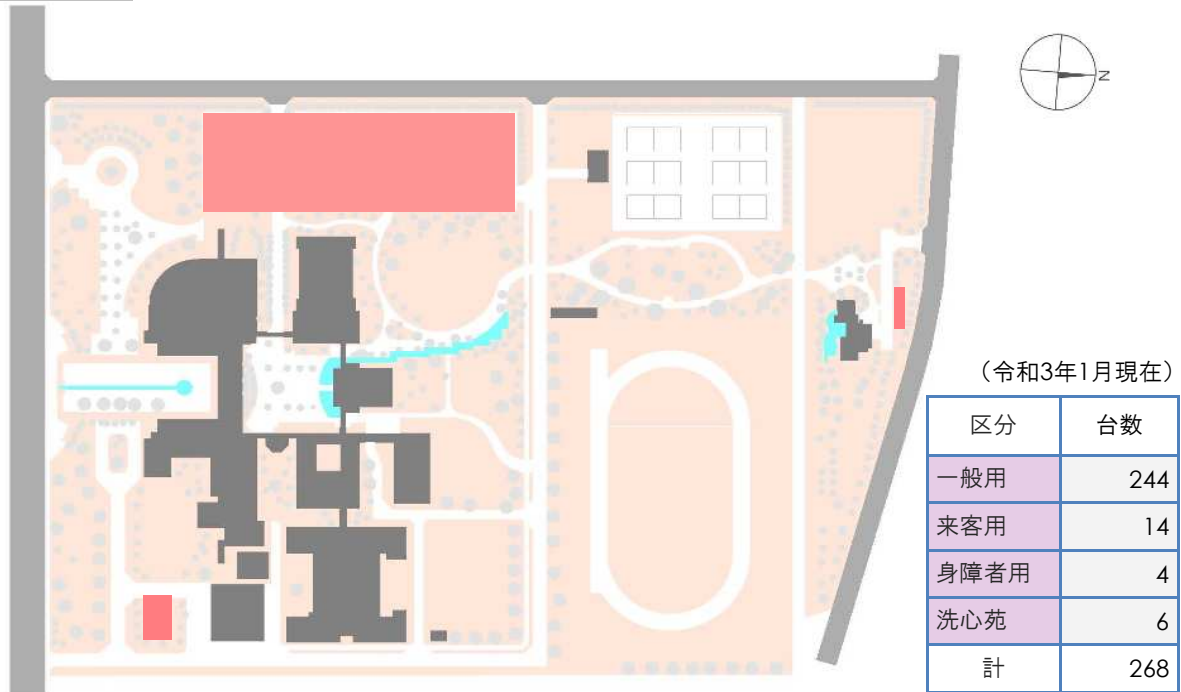 N
（令和3年1月現在）
区分 台数
一般用 244
来客用 14
身障者用 4
洗心苑 6
計 268